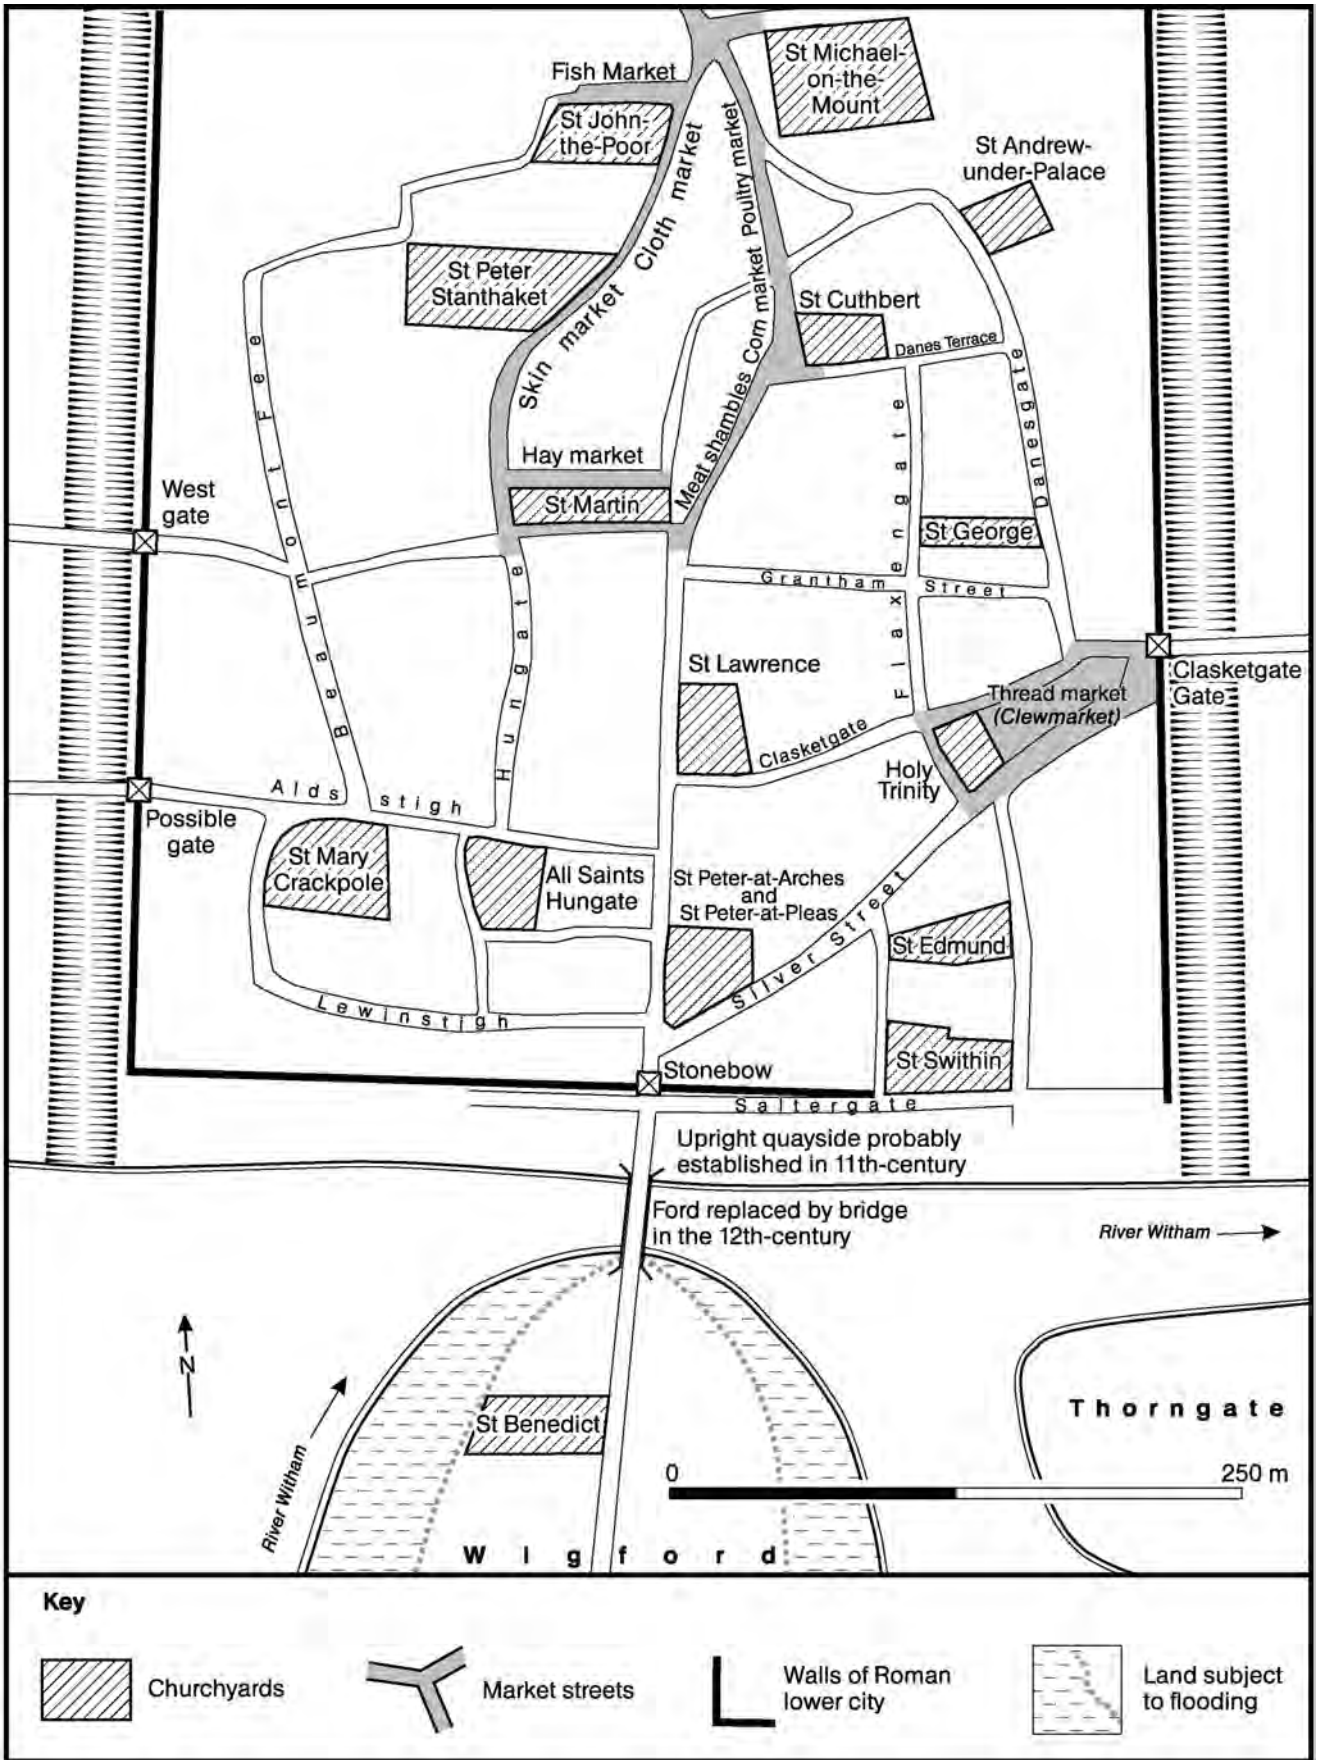 Fish Market
St Michael-
on-the-
Mount
St John-
the-Poor
Cloth market
Poultry market
St Andrew-
under-Palace
St Peter
Stanthaket
Skin market
Corn market
St Cuthbert
Danes Terrace
Beaumont Fee
Meat shambles
Danesgate
Hay market
West
gate
St Martin
Flaxengate
St George
Grantham Street
Hungate
St Lawrence
Clasketgate
Gate
Thread market
(Clewmarket)
Clasketgate
Holy
Trinity
Aldsstigh
Possible
gate
St Mary
Crackpole
All Saints
Hungate
St Peter-at-Arches
and
St Peter-at-Pleas
Silver Street
St Edmund
Lewinstigh
St Swithin
Stonebow
Saltergate
Upright quayside probably
established in 11th-century
Ford replaced by bridge
in the 12th-century
River Witham
N
Thorngate
St Benedict
River Witham
0 250 m
Wigford
Key
Churchyards
Market streets
Walls of Roman
lower city
Land subject
to flooding